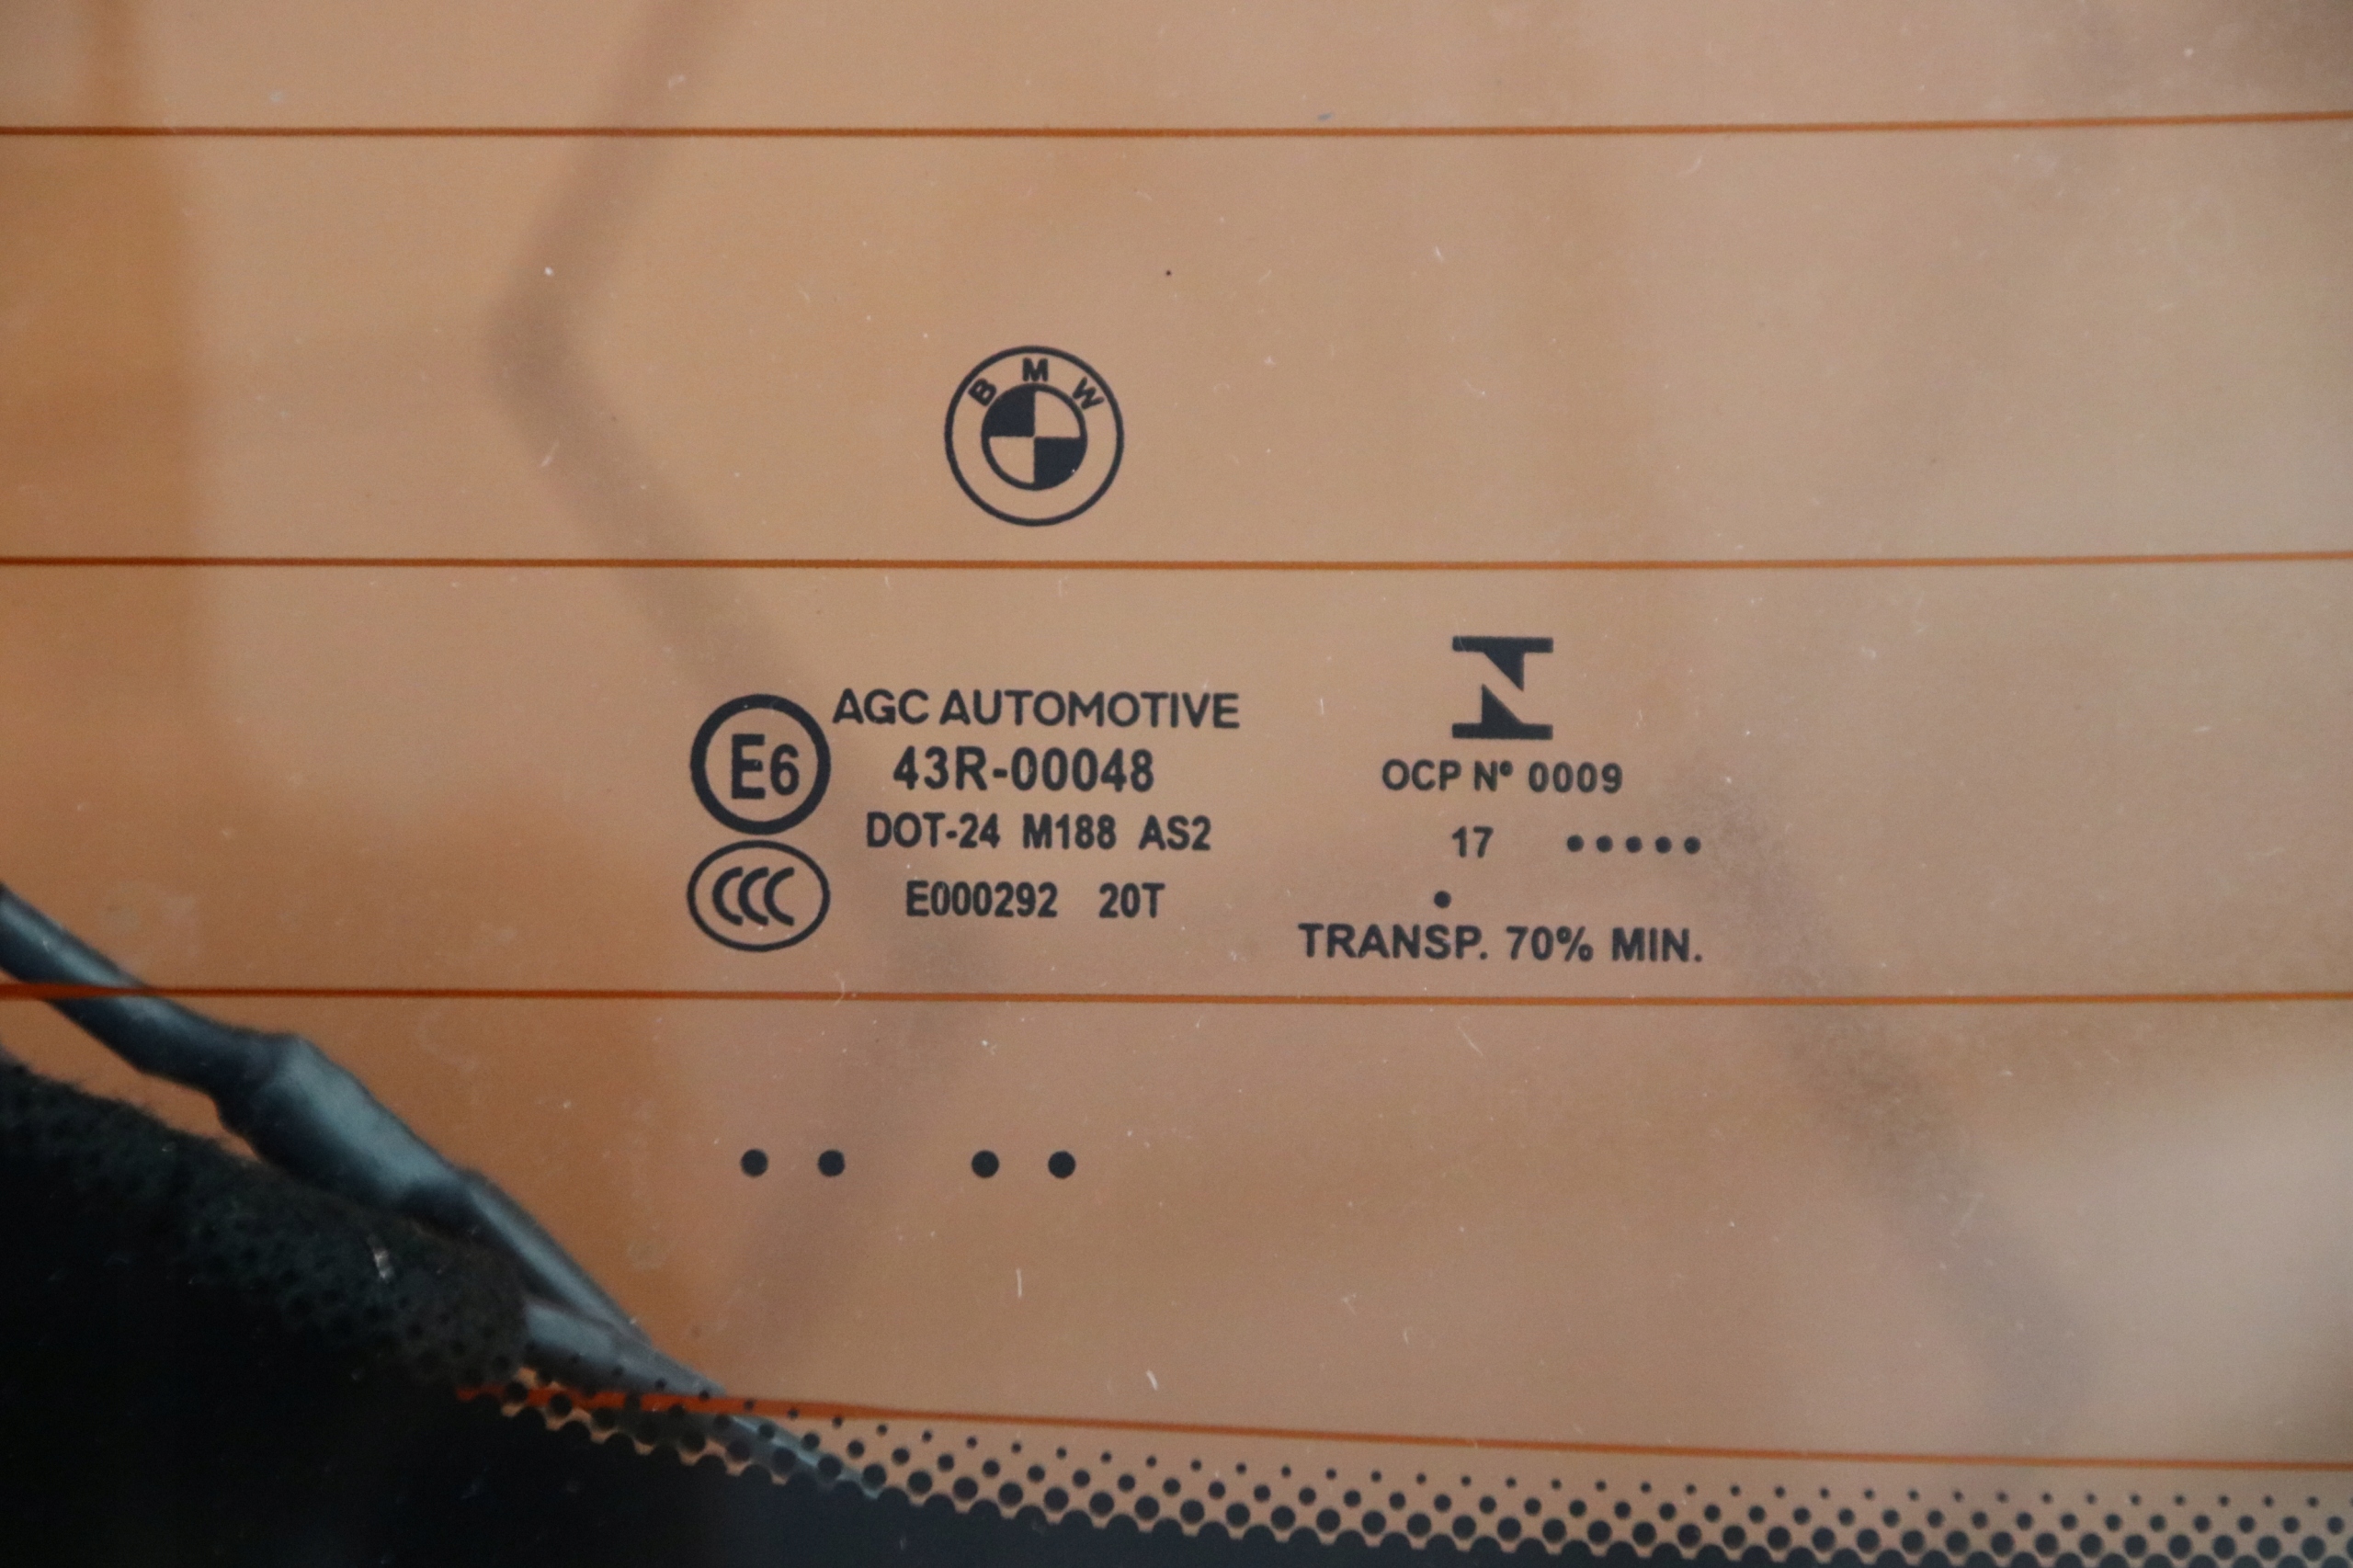 BMW
AGC AUTOMOTIVE
E6
43R-00048
DOT-24 M188 AS2
CCC
E000292 20T
OCP Nº 0009
17 •••••
•
TRANSP. 70% MIN.